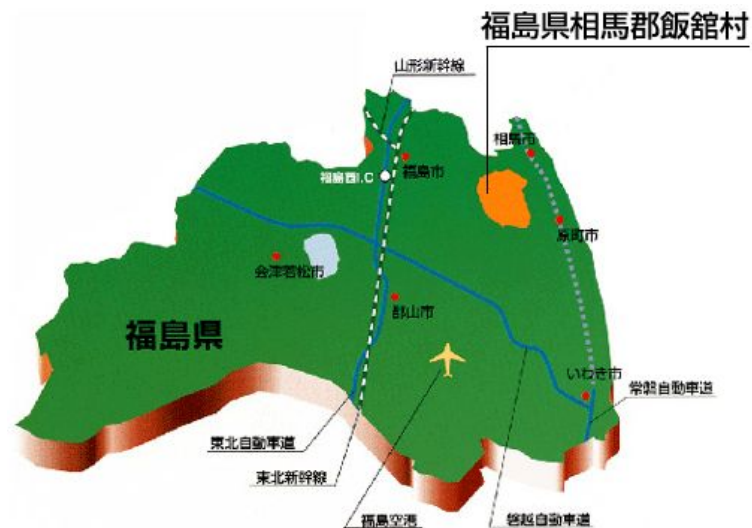 福島県相馬郡飯舘村
山形新幹線
相馬市
福島市
福島西I.C
原町市
会津若松市
郡山市
福島県
いわき市
常磐自動車道
東北自動車道
東北新幹線
福島空港
磐越自動車道